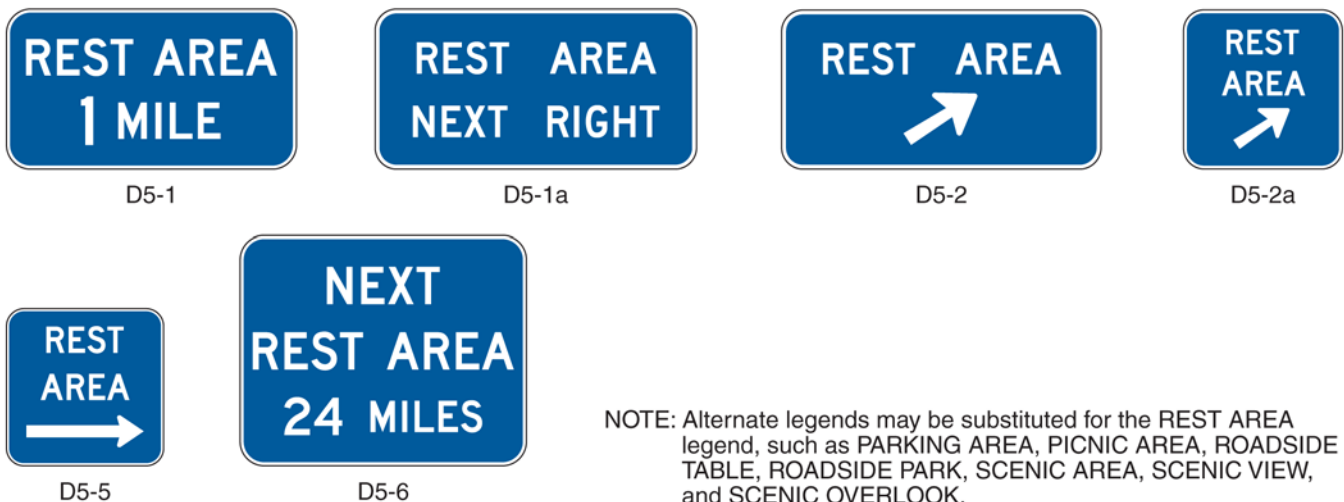 REST AREA
1 MILE
D5-1
REST AREA
NEXT RIGHT
D5-1a
REST AREA
D5-2
REST
AREA
D5-2a
REST
AREA
D5-5
NEXT
REST AREA
24 MILES
D5-6
NOTE: Alternate legends may be substituted for the REST AREA
legend, such as PARKING AREA, PICNIC AREA, ROADSIDE
TABLE, ROADSIDE PARK, SCENIC AREA, SCENIC VIEW,
and SCENIC OVERLOOK.